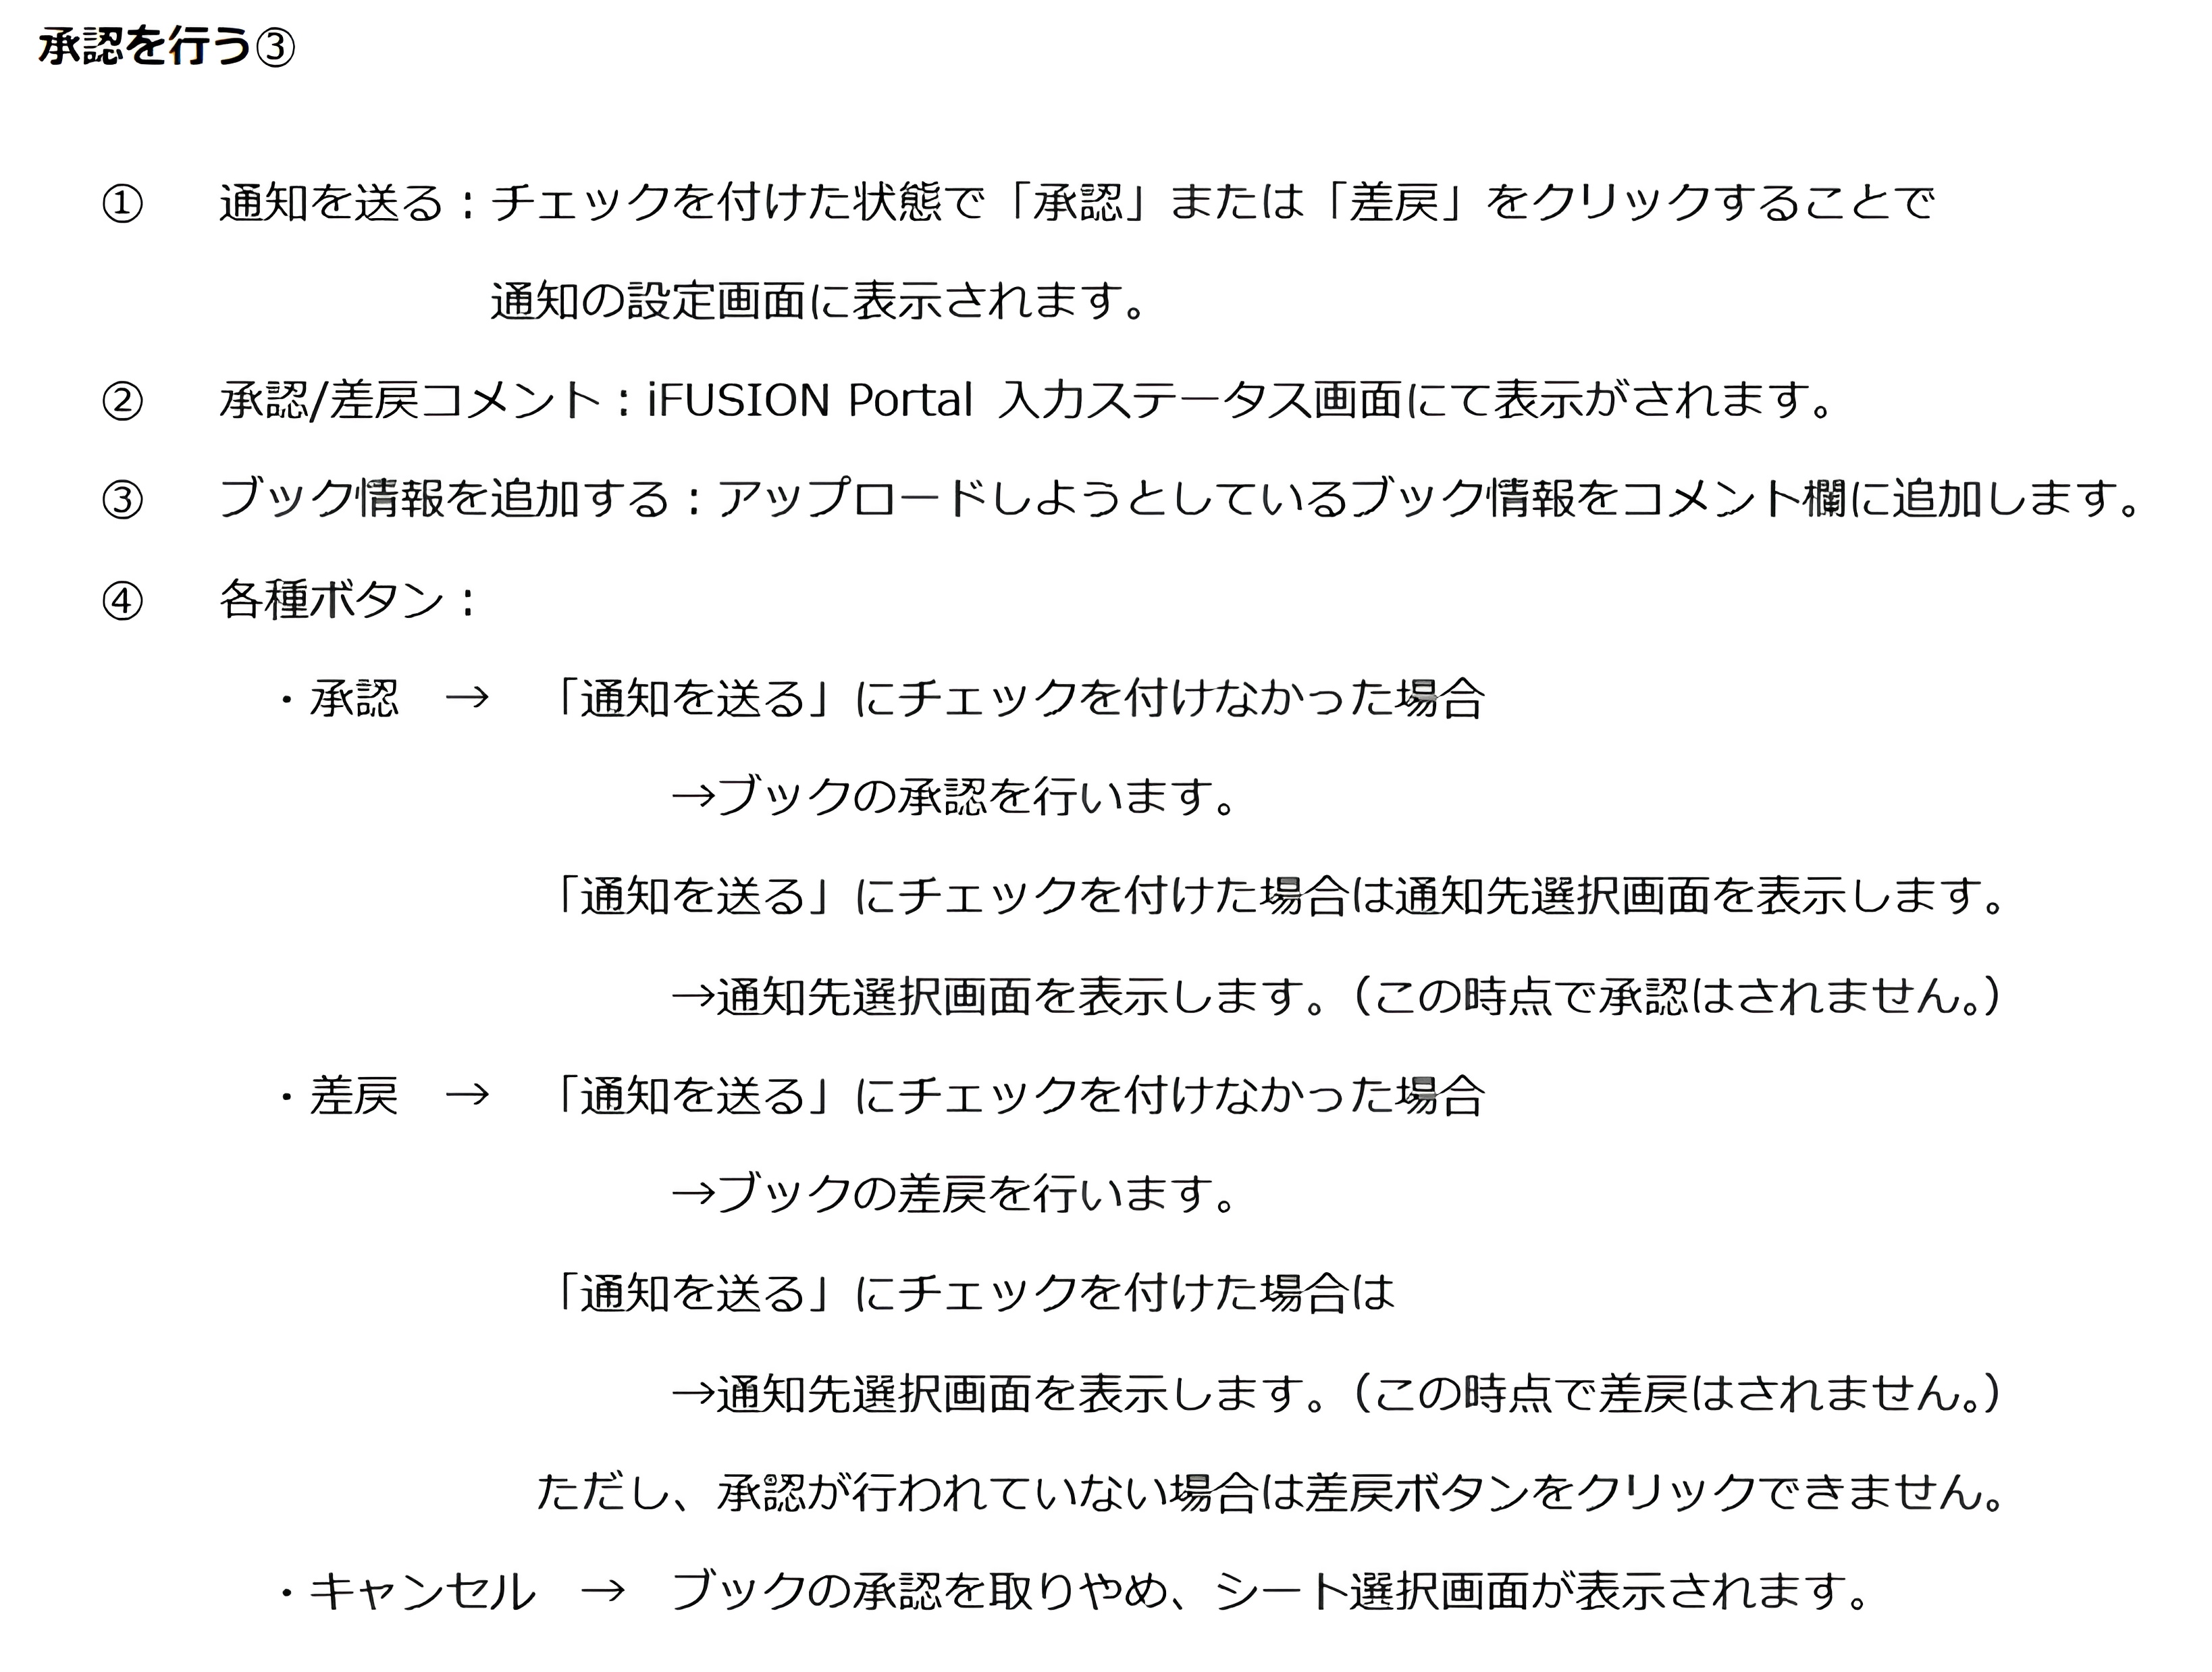 承認を行う③
① 通知を送る：チェックを付けた状態で「承認」または「差戻」をクリックすることで
通知の設定画面に表示されます。
② 承認/差戻コメント：iFUSION Portal 入力ステータス画面にて表示がされます。
③ ブック情報を追加する：アップロードしようとしているブック情報をコメント欄に追加します。
④ 各種ボタン：
・承認 → 「通知を送る」にチェックを付けなかった場合
→ブックの承認を行います。
「通知を送る」にチェックを付けた場合は通知先選択画面を表示します。
→通知先選択画面を表示します。（この時点で承認はされません。）
・差戻 → 「通知を送る」にチェックを付けなかった場合
→ブックの差戻を行います。
「通知を送る」にチェックを付けた場合は
→通知先選択画面を表示します。（この時点で差戻はされません。）
ただし、承認が行われていない場合は差戻ボタンをクリックできません。
・キャンセル → ブックの承認を取りやめ、シート選択画面が表示されます。